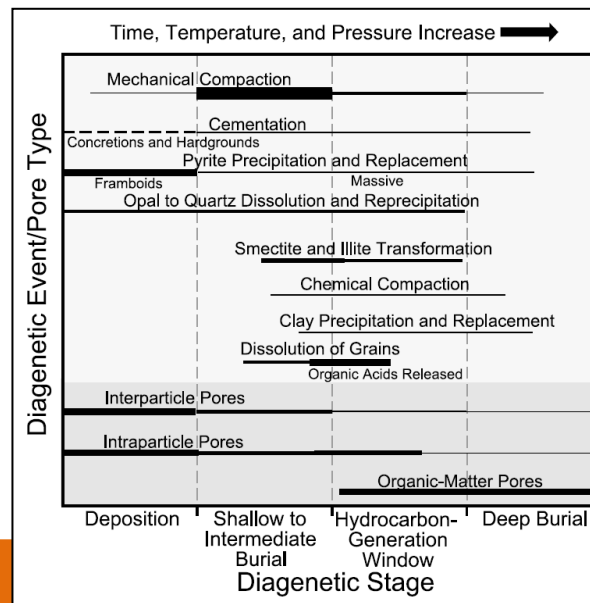 Time, Temperature, and Pressure Increase
Diagenetic Event/Pore Type
Mechanical Compaction
Cementation
Concretions and Hardgrounds
Pyrite Precipitation and Replacement
Framboids
Massive
Opal to Quartz Dissolution and Reprecipitation
Smectite and Illite Transformation
Chemical Compaction
Clay Precipitation and Replacement
Dissolution of Grains
Organic Acids Released
Interparticle Pores
Intraparticle Pores
Organic-Matter Pores
Deposition
Shallow to
Intermediate
Burial
Hydrocarbon-
Generation
Window
Deep Burial
Diagenetic Stage